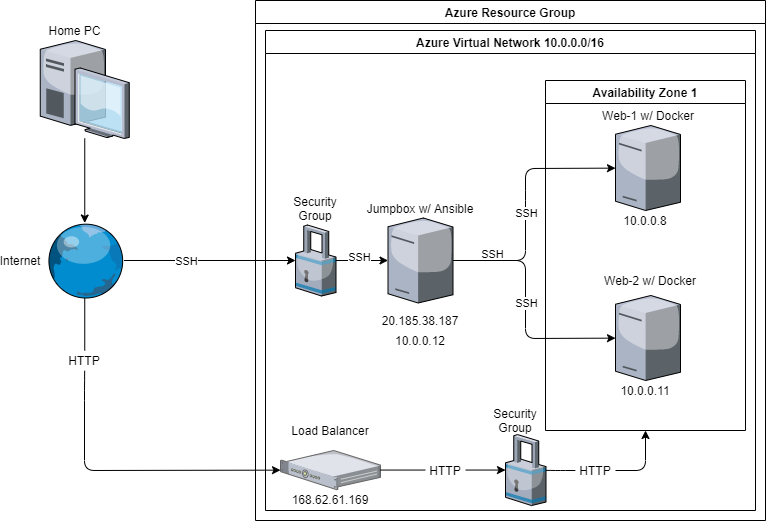 Azure Resource Group
Home PC
Azure Virtual Network 10.0.0.0/16
Availability Zone 1
Web-1 w/ Docker
10.0.0.8
Security
Group
Jumpbox w/ Ansible
SSH
Internet
SSH
SSH
SSH
SSH
Web-2 w/ Docker
20.185.38.187
10.0.0.12
HTTP
10.0.0.11
Security
Group
Load Balancer
HTTP
HTTP
168.62.61.169